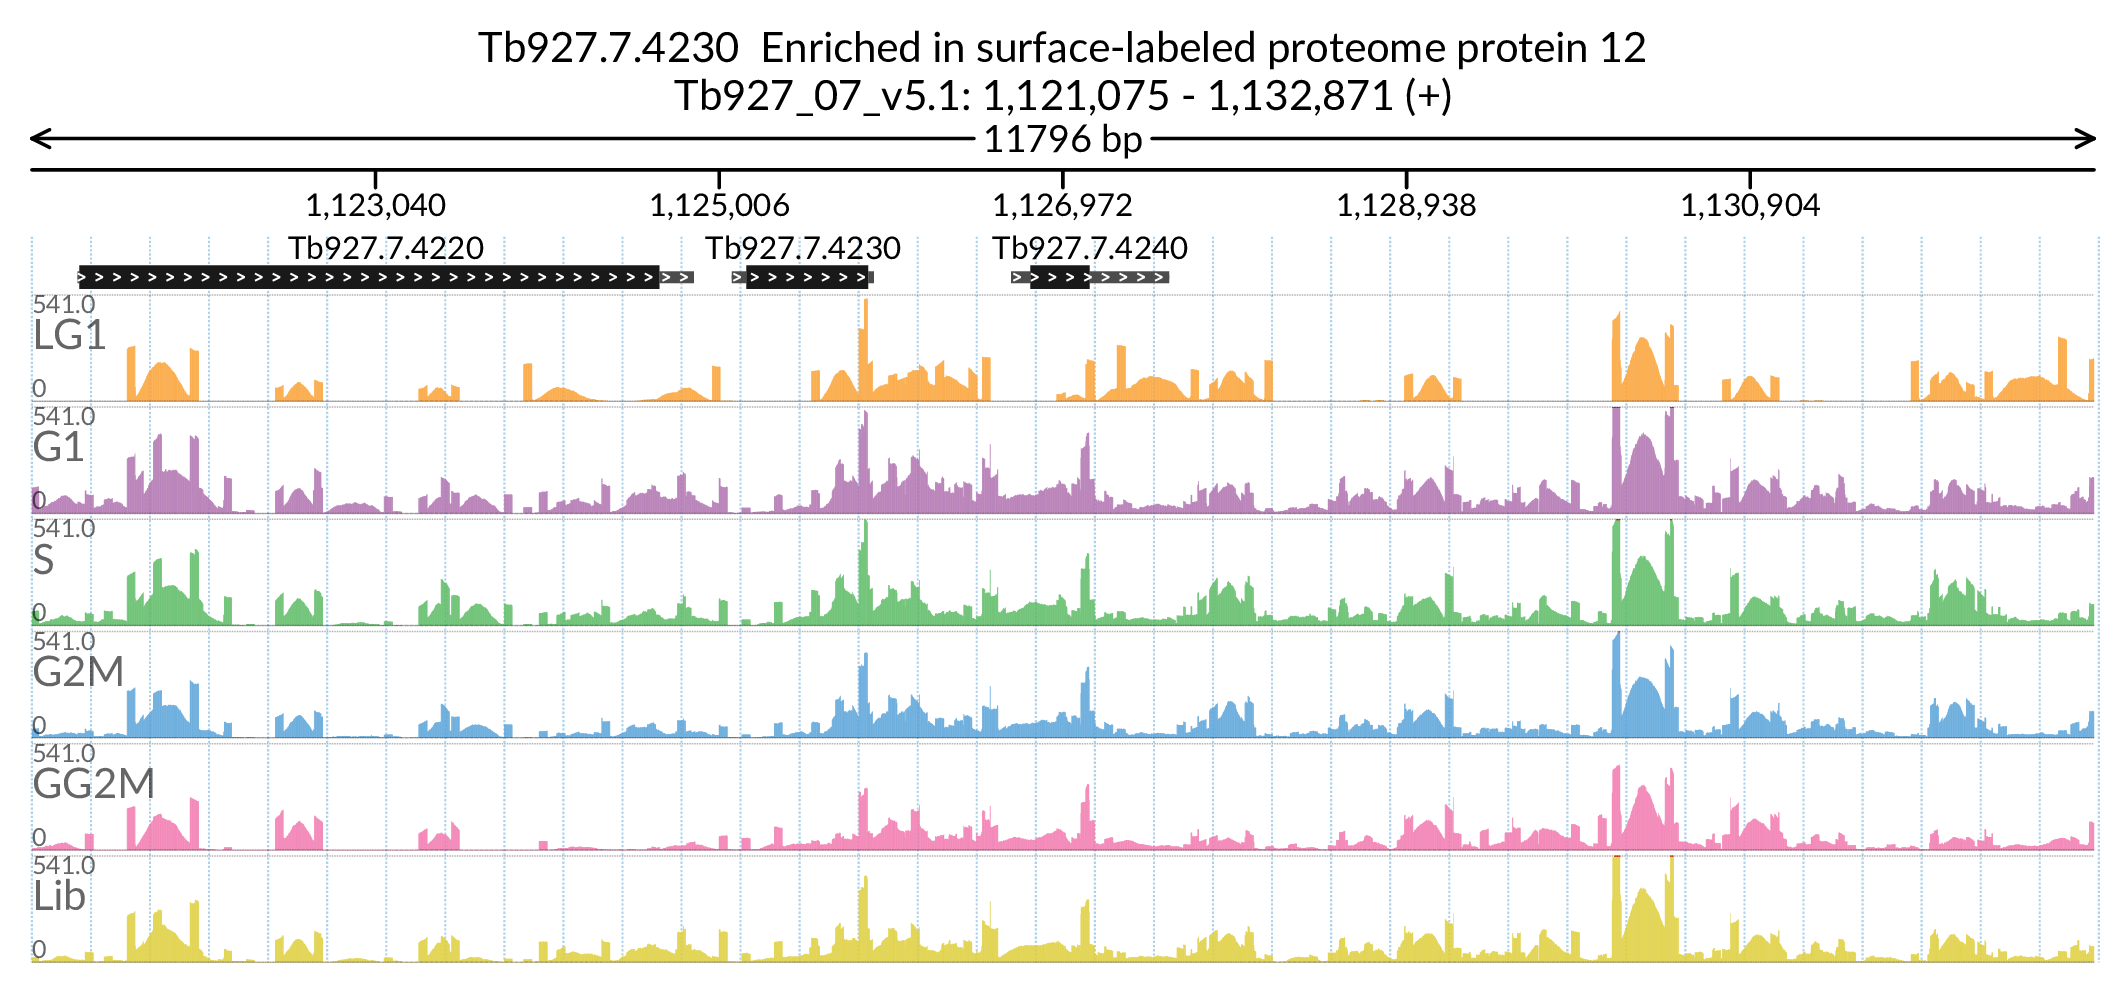 Tb927.7.4230  Enriched in surface-labeled proteome protein 12
Tb927_07_v5.1: 1,121,075 - 1,132,871 (+)
11796 bp
1,123,040 1,125,006 1,126,972 1,128,938 1,130,904
Tb927.7.4220 Tb927.7.4230 Tb927.7.4240
541.0
LG1
0
541.0
G1
0
541.0
S
0
541.0
G2M
0
541.0
GG2M
0
541.0
Lib
0